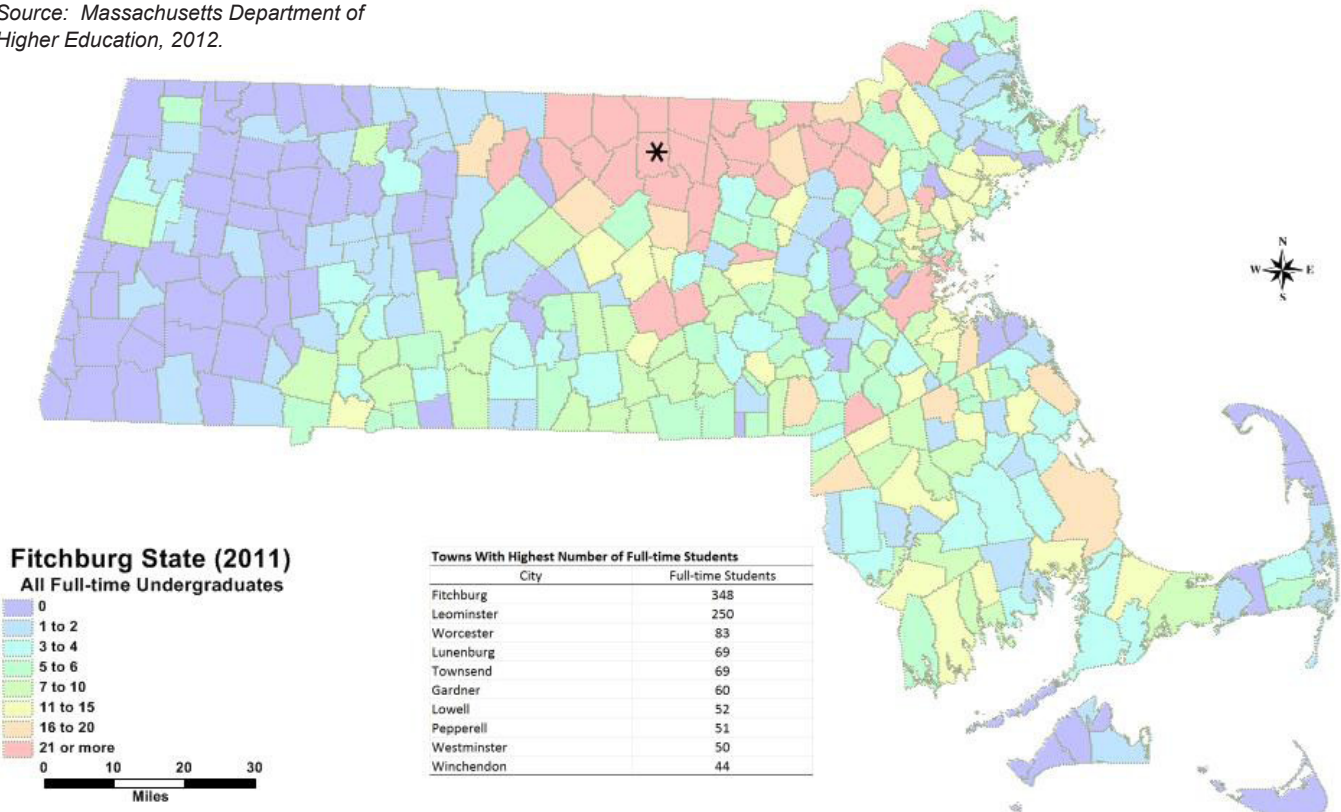 Source: Massachusetts Department of
Higher Education, 2012.
N
W E
S
Fitchburg State (2011)
All Full-time Undergraduates
0
1 to 2
3 to 4
5 to 6
7 to 10
11 to 15
16 to 20
21 or more
0 10 20 30
Miles
Towns With Highest Number of Full-time Students
City Full-time Students
Fitchburg 348
Leominster 250
Worcester 83
Lunenburg 69
Townsend 69
Gardner 60
Lowell 52
Pepperell 51
Westminster 50
Winchendon 44